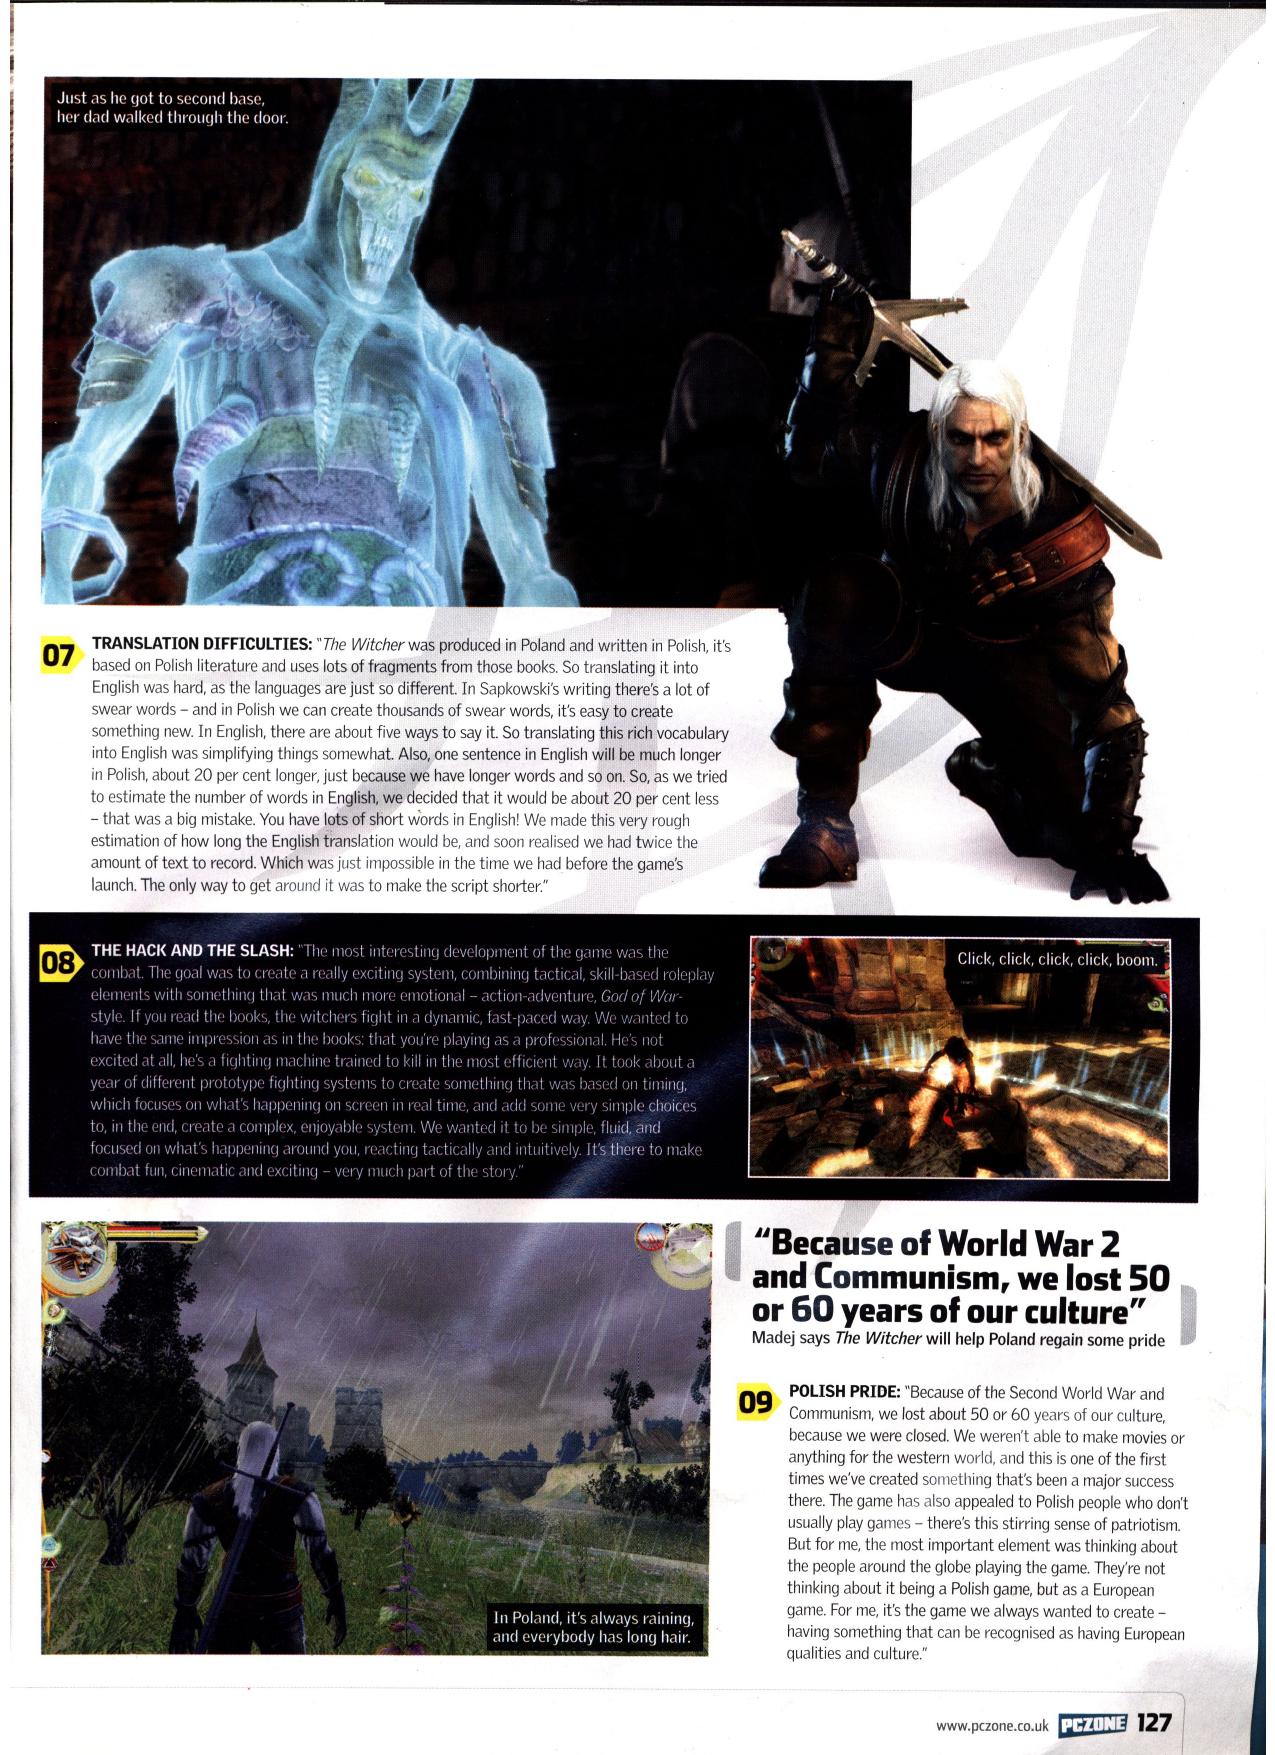 Just as he got to second base,
her dad walked through the door.
07
TRANSLATION DIFFICULTIES: "The Witcher was produced in Poland and written in Polish, it's
based on Polish literature and uses lots of fragments from those books. So translating it into
English was hard, as the languages are just so different. In Sapkowski's writing there's a lot of
swear words – and in Polish we can create thousands of swear words, it's easy to create
something new. In English, there are about five ways to say it. So translating this rich vocabulary
into English was simplifying things somewhat. Also, one sentence in English will be much longer
in Polish, about 20 per cent longer, just because we have longer words and so on. So, as we tried
to estimate the number of words in English, we decided that it would be about 20 per cent less
– that was a big mistake. You have lots of short words in English! We made this very rough
estimation of how long the English translation would be, and soon realised we had twice the
amount of text to record. Which was just impossible in the time we had before the game's
launch. The only way to get around it was to make the script shorter."
08
THE HACK AND THE SLASH: "The most interesting development of the game was the
combat. The goal was to create a really exciting system, combining tactical, skill-based roleplay
elements with something that was much more emotional – action-adventure, God of War-
style. If you read the books, the witchers fight in a dynamic, fast-paced way. We wanted to
have the same impression as in the books: that you're playing as a professional. He's not
excited at all, he's a fighting machine trained to kill in the most efficient way. It took about a
year of different prototype fighting systems to create something that was based on timing,
which focuses on what's happening on screen in real time, and add some very simple choices
to, in the end, create a complex, enjoyable system. We wanted it to be simple, fluid, and
focused on what's happening around you, reacting tactically and intuitively. It's there to make
combat fun, cinematic and exciting – very much part of the story."
Click, click, click, click, boom.
"Because of World War 2
and Communism, we lost 50
or 60 years of our culture"
Madej says The Witcher will help Poland regain some pride
09
POLISH PRIDE: "Because of the Second World War and
Communism, we lost about 50 or 60 years of our culture,
because we were closed. We weren't able to make movies or
anything for the western world, and this is one of the first
times we've created something that's been a major success
there. The game has also appealed to Polish people who don't
usually play games – there's this stirring sense of patriotism.
But for me, the most important element was thinking about
the people around the globe playing the game. They're not
thinking about it being a Polish game, but as a European
game. For me, it's the game we always wanted to create –
having something that can be recognised as having European
qualities and culture."
In Poland, it's always raining,
and everybody has long hair.
www.pczone.co.uk PCZONE 127